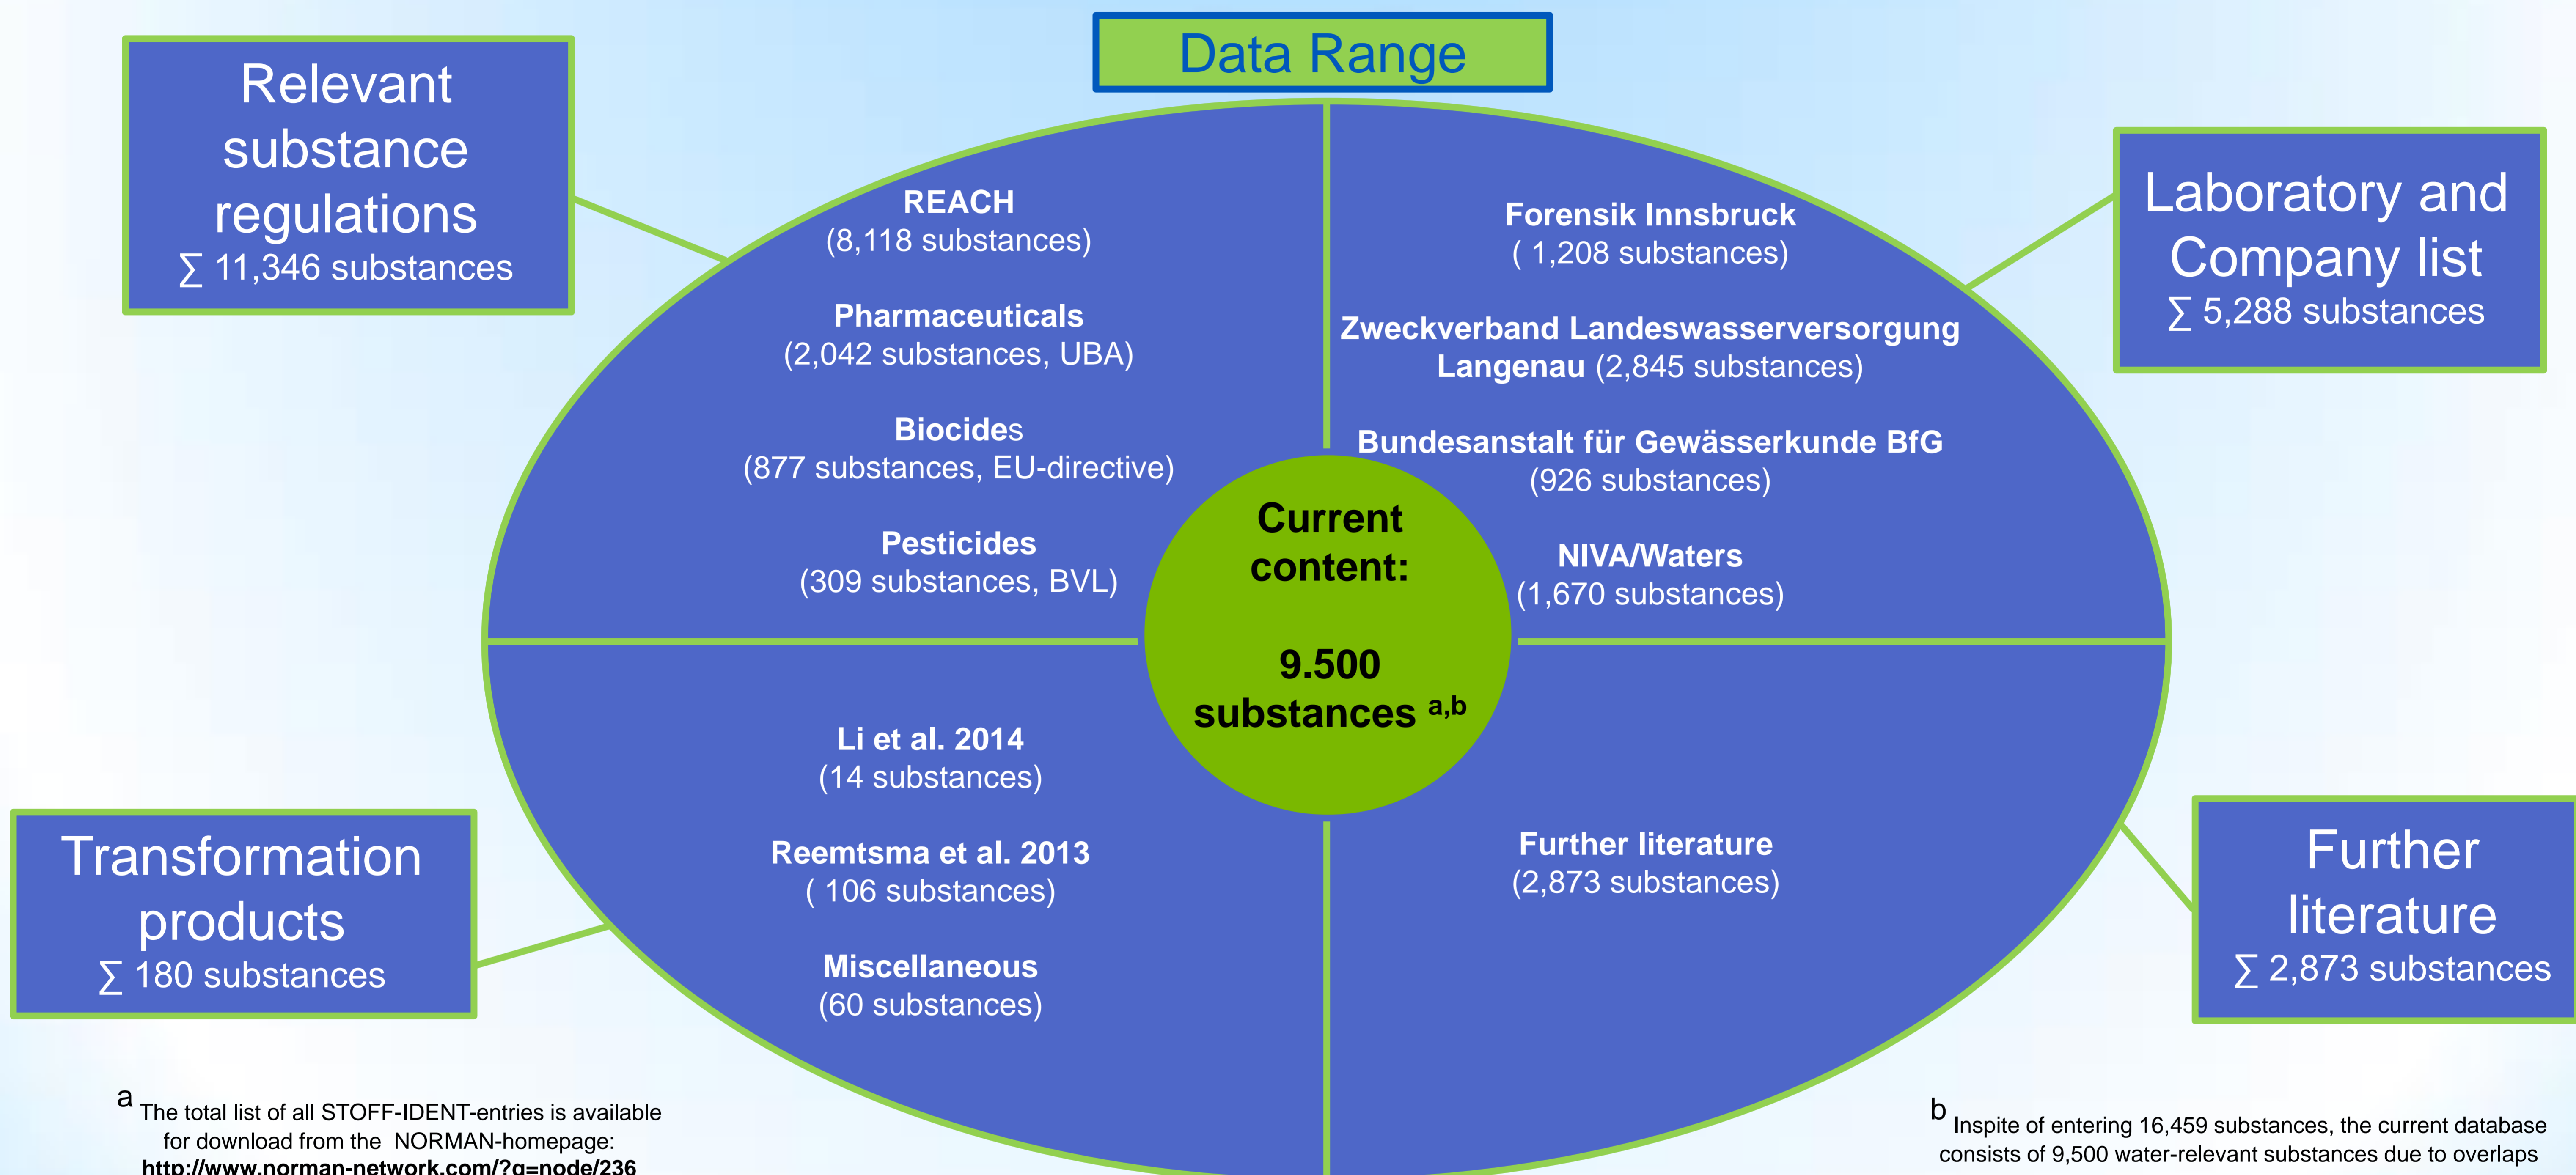 Data Range
Relevant
substance
regulations
∑ 11,346 substances
REACH
(8,118 substances)
Pharmaceuticals
(2,042 substances, UBA)
Biocides
(877 substances, EU-directive)
Pesticides
(309 substances, BVL)
Forensik Innsbruck
( 1,208 substances)
Zweckverband Landeswasserversorgung
Langenau (2,845 substances)
Bundesanstalt für Gewässerkunde BfG
(926 substances)
NIVA/Waters
(1,670 substances)
Laboratory and
Company list
∑ 5,288 substances
Current
content:
9.500
substances a,b
Transformation
products
∑ 180 substances
Li et al. 2014
(14 substances)
Reemtsma et al. 2013
( 106 substances)
Miscellaneous
(60 substances)
Further literature
(2,873 substances)
Further
literature
∑ 2,873 substances
a The total list of all STOFF-IDENT-entries is available
for download from the NORMAN-homepage:
http://www.norman-network.com/?q=node/236
b Inspite of entering 16,459 substances, the current database
consists of 9,500 water-relevant substances due to overlaps